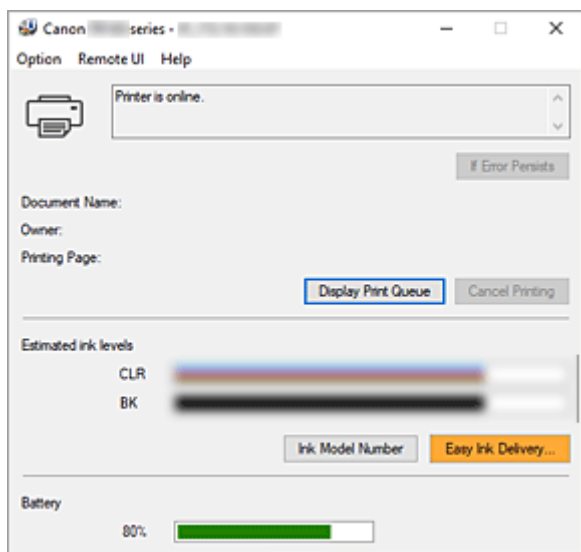 Canon series -
Option Remote UI Help
Printer is online.
If Error Persists
Document Name:
Owner:
Printing Page:
Display Print Queue Cancel Printing
Estimated ink levels
CLR
BK
Ink Model Number Easy Ink Delivery...
Battery
80%